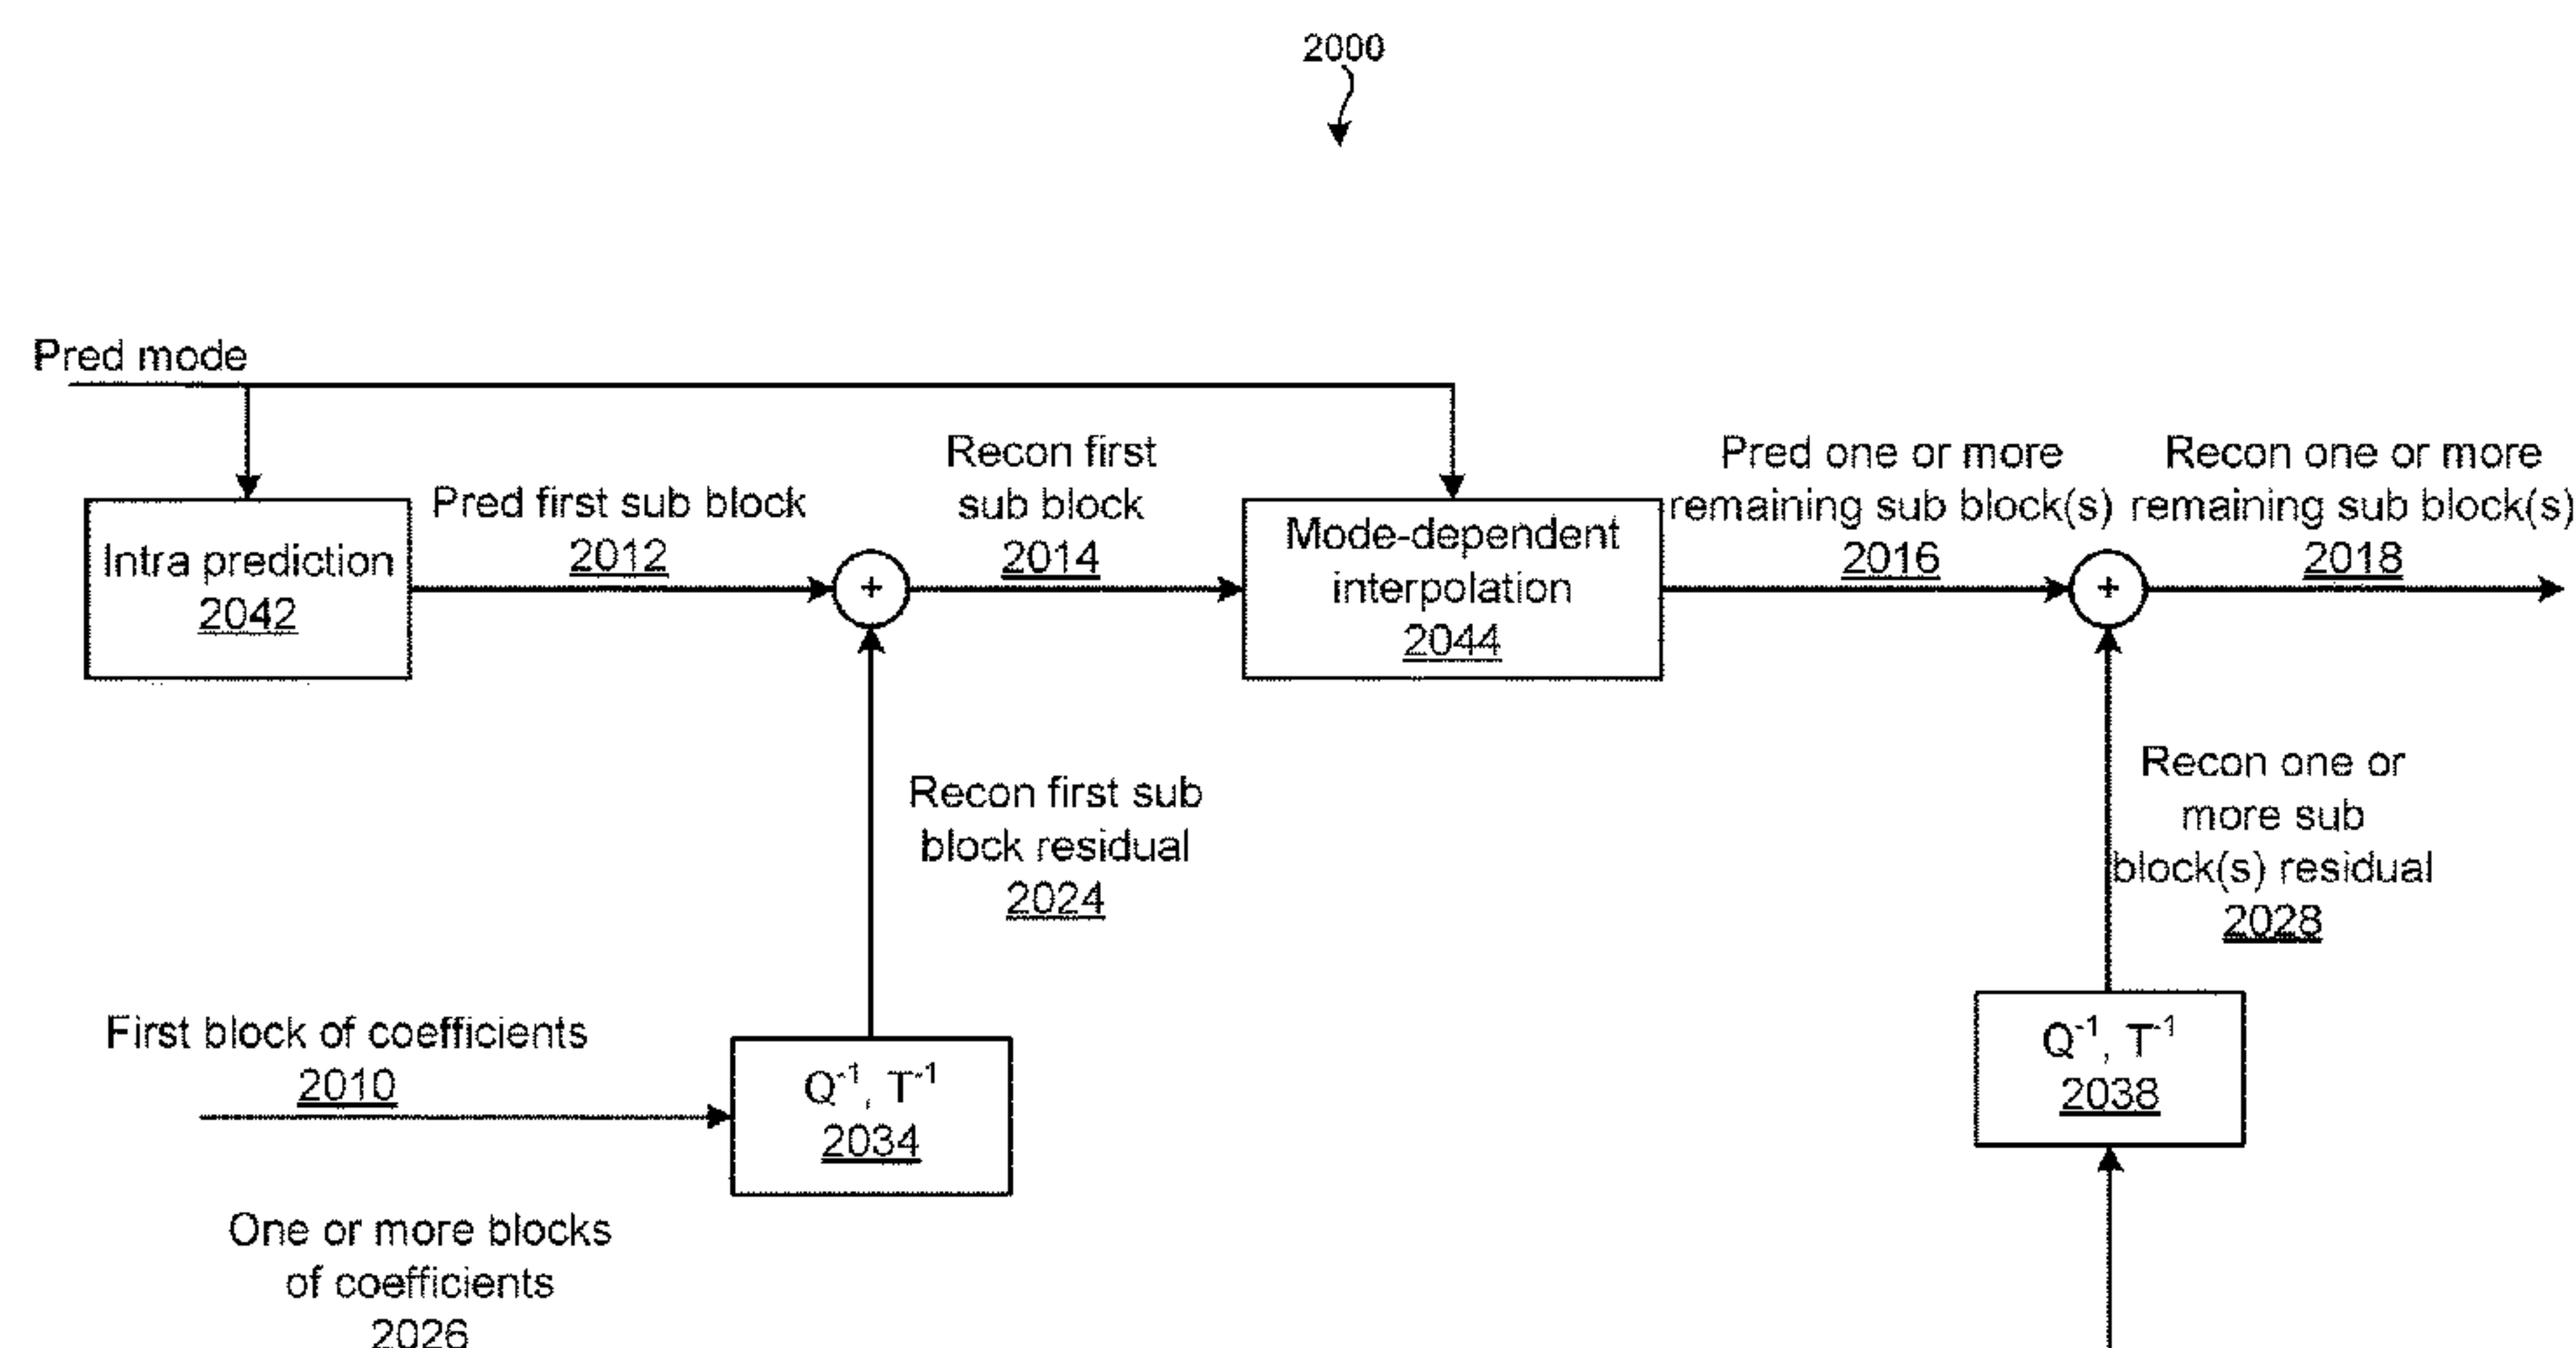 2000
Pred mode
Intra prediction
2042
Pred first sub block
2012
+
Recon first
sub block
2014
Mode-dependent
interpolation
2044
Pred one or more
remaining sub block(s)
2016
+
Recon one or more
remaining sub block(s)
2018
Recon first sub
block residual
2024
Recon one or
more sub
block(s) residual
2028
First block of coefficients
2010
Q⁻¹, T⁻¹
2034
Q⁻¹, T⁻¹
2038
One or more blocks
of coefficients
2026